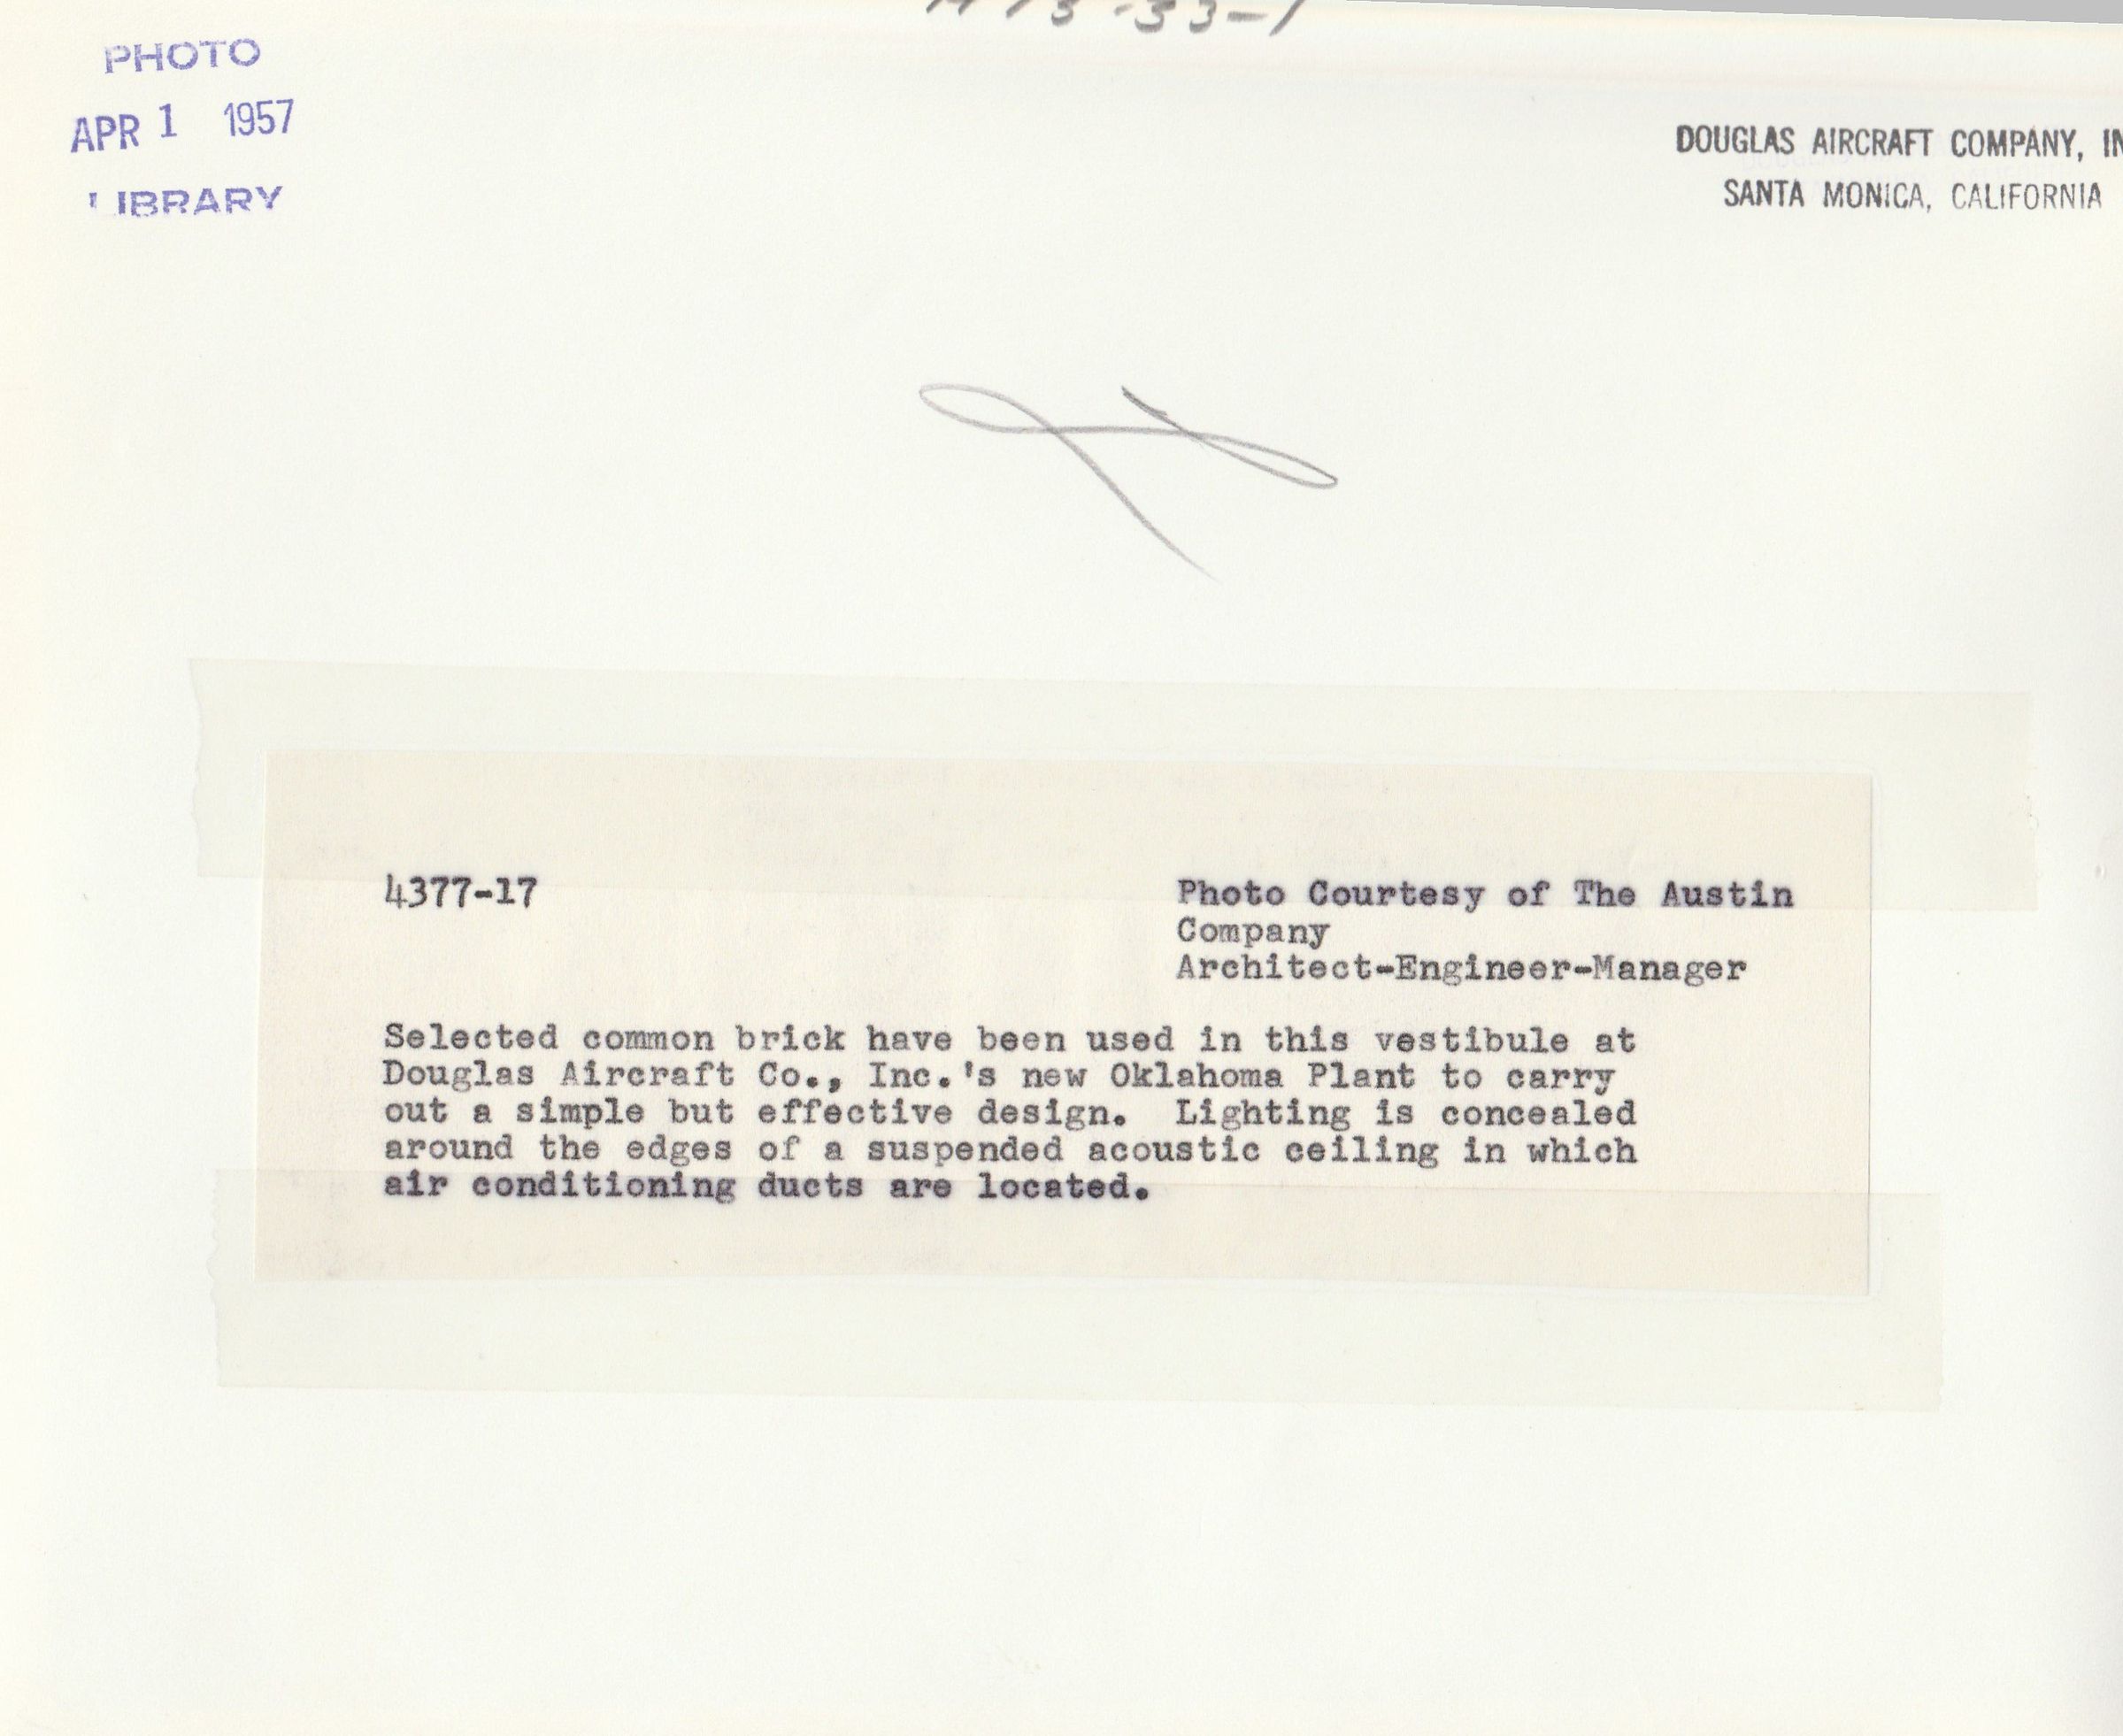 PHOTO
APR 1 1957
LIBRARY
DOUGLAS AIRCRAFT COMPANY, IN
SANTA MONICA, CALIFORNIA
4377-17
Photo Courtesy of The Austin
Company
Architect-Engineer-Manager
Selected common brick have been used in this vestibule at
Douglas Aircraft Co., Inc.'s new Oklahoma Plant to carry
out a simple but effective design. Lighting is concealed
around the edges of a suspended acoustic ceiling in which
air conditioning ducts are located.